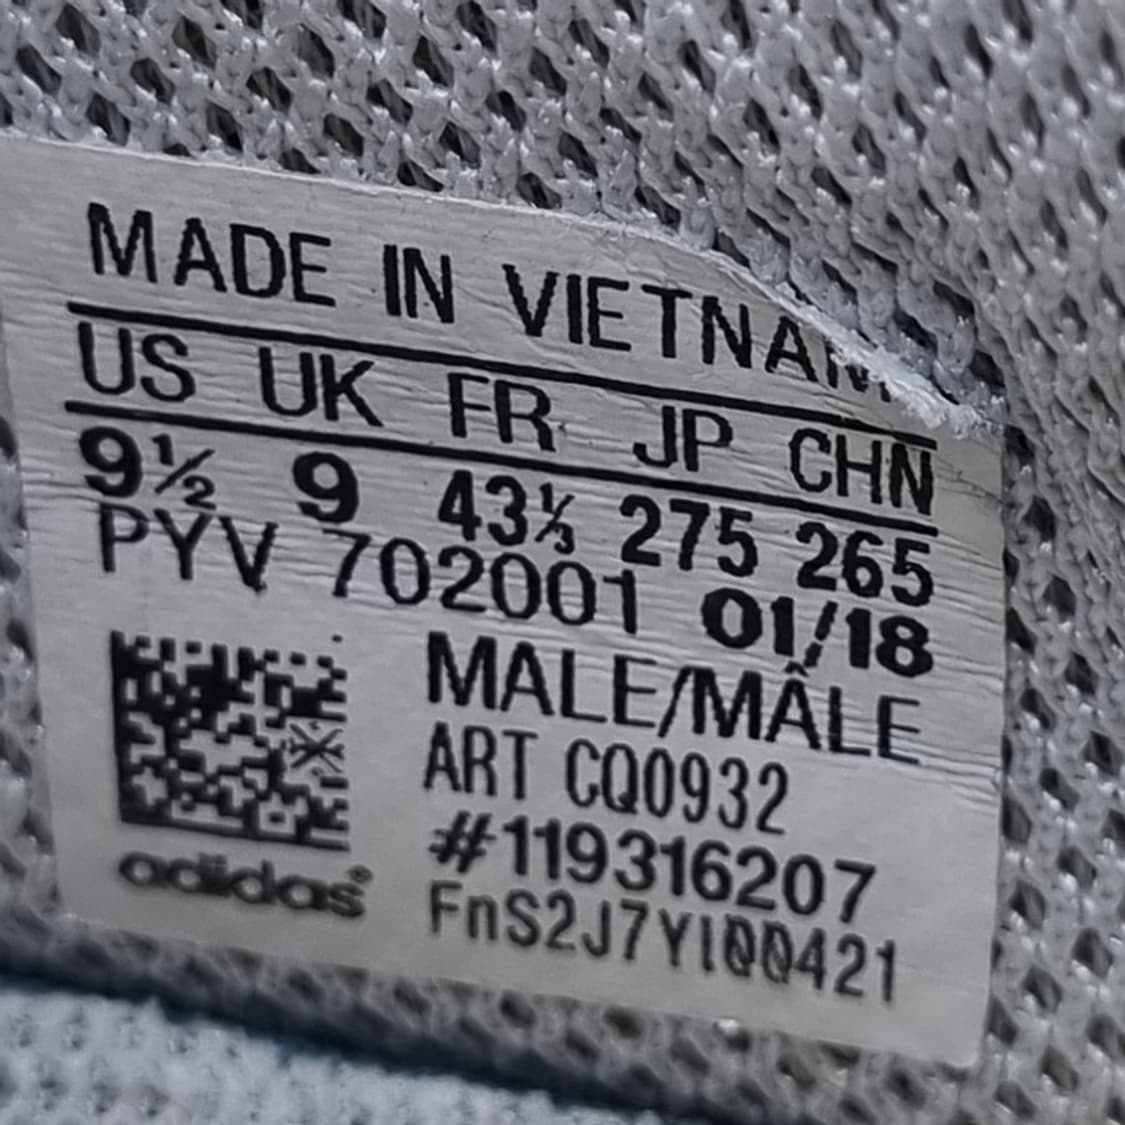 MADE IN VIETNAM
US UK FR JP CHN
9½ 9 43⅓ 275 265
PYV 702001 01/18
MALE/MÂLE
ART CQ0932
#119316207
FnS2J7YI00421
adidas®